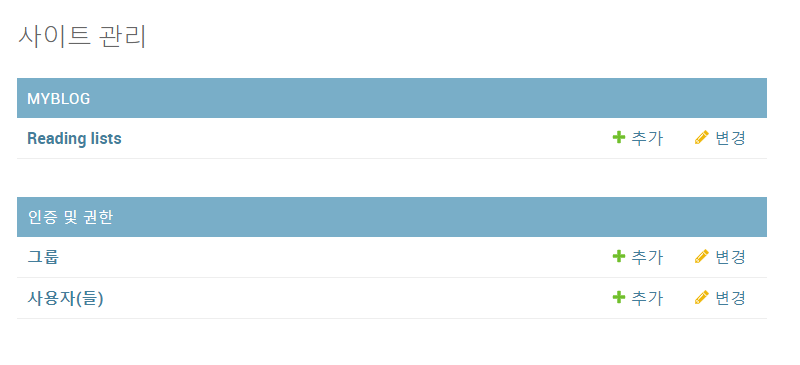 사이트 관리
MYBLOG
Reading lists 추가 변경
인증 및 권한
그룹 추가 변경
사용자(들) 추가 변경